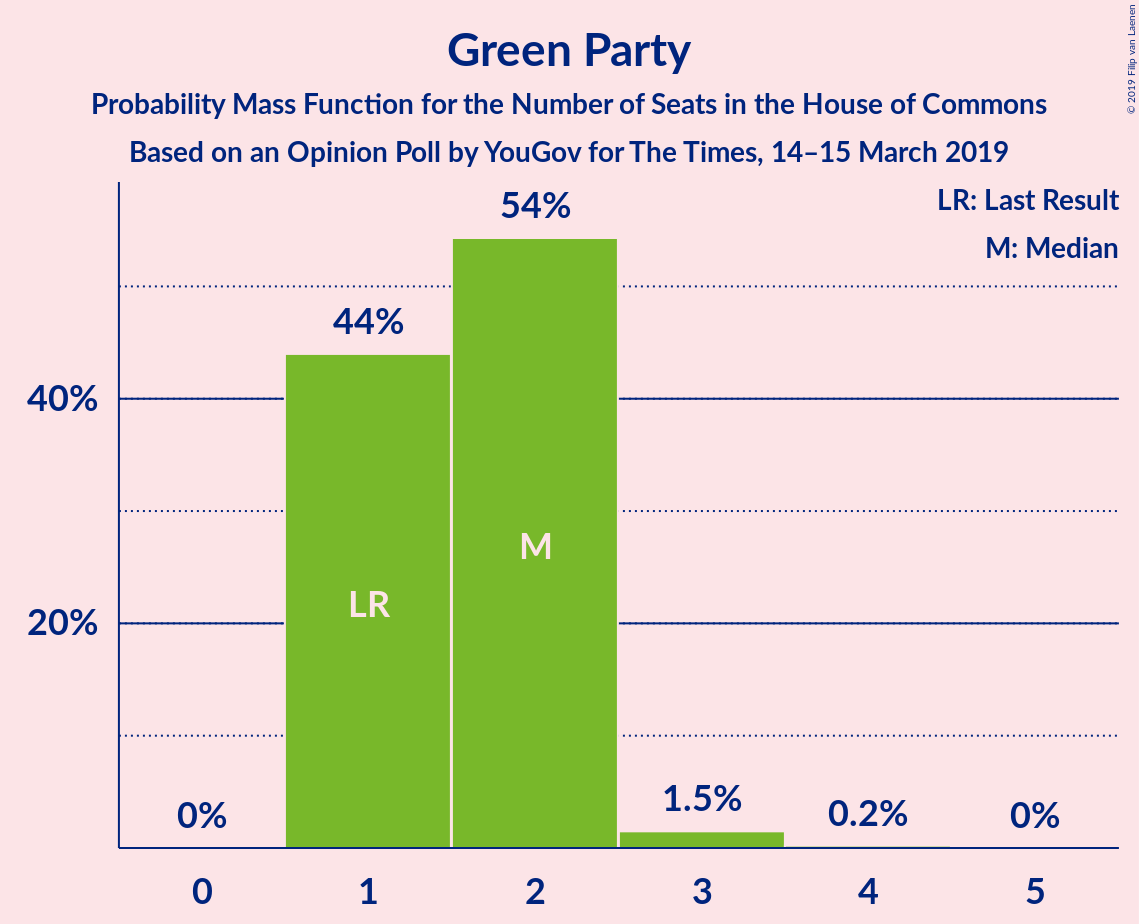 Green Party
Probability Mass Function for the Number of Seats in the House of Commons
Based on an Opinion Poll by YouGov for The Times, 14–15 March 2019
© 2019 Filip van Laenen
LR: Last Result
M: Median
54%
44%
40%
M
LR
20%
0%
1.5%
0.2%
0%
0 1 2 3 4 5